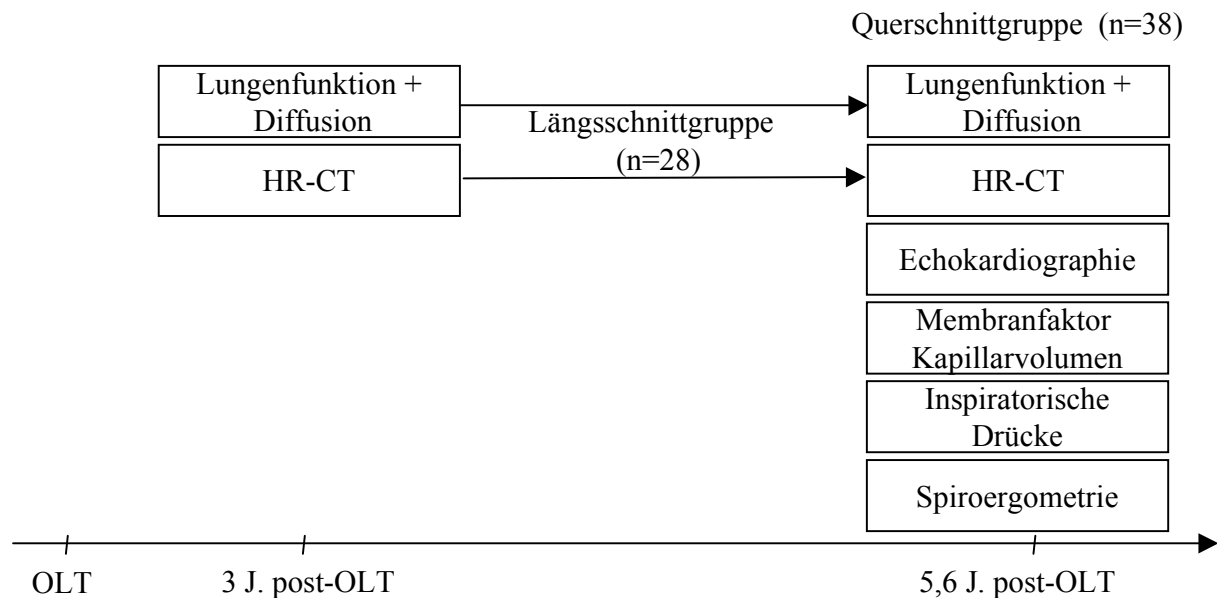 Querschnittgruppe (n=38)
Lungenfunktion +
Diffusion
HR-CT
Längsschnittgruppe
(n=28)
Lungenfunktion +
Diffusion
HR-CT
Echokardiographie
Membranfaktor
Kapillarvolumen
Inspiratorische
Drücke
Spiroergometrie
OLT
3 J. post-OLT
5,6 J. post-OLT